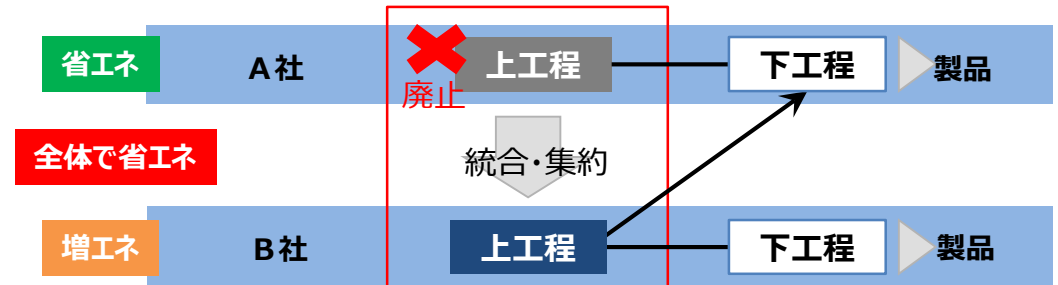 省エネ
A社
上工程
下工程
製品
廃止
全体で省エネ
統合・集約
増エネ
B社
上工程
下工程
製品